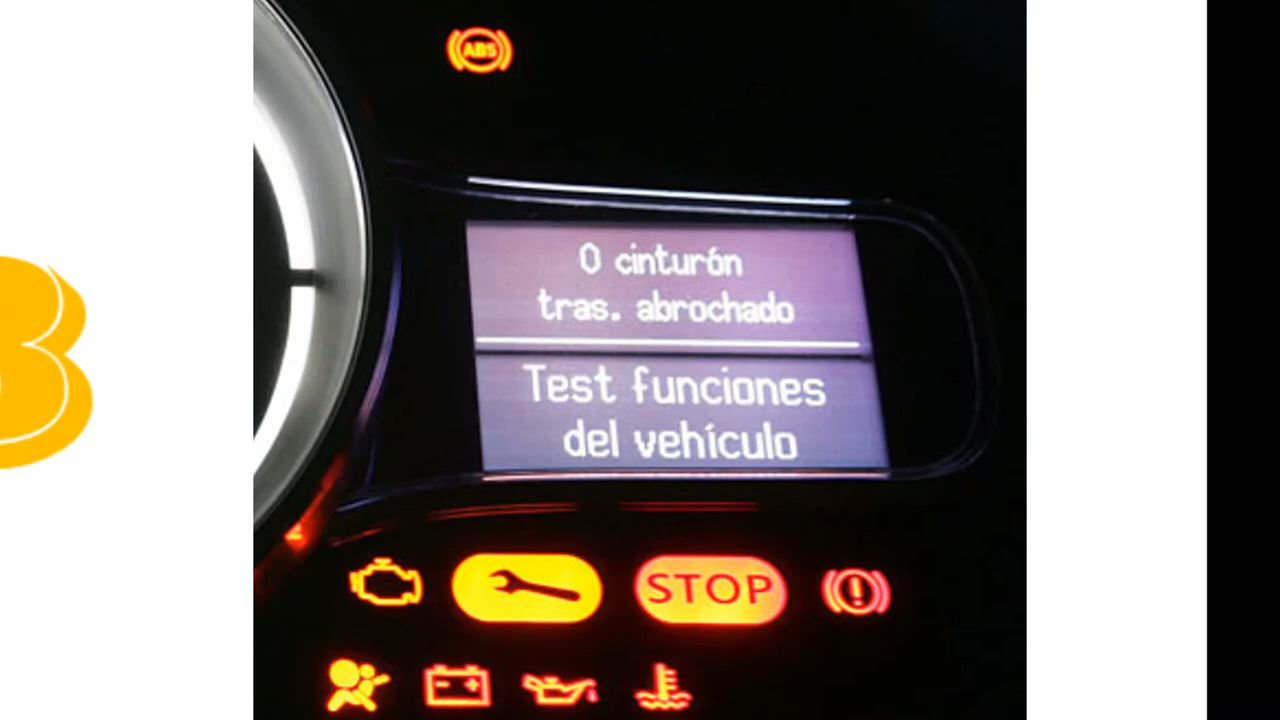 ABS
0 cinturón
tras. abrochado
Test funciones
del vehículo
STOP